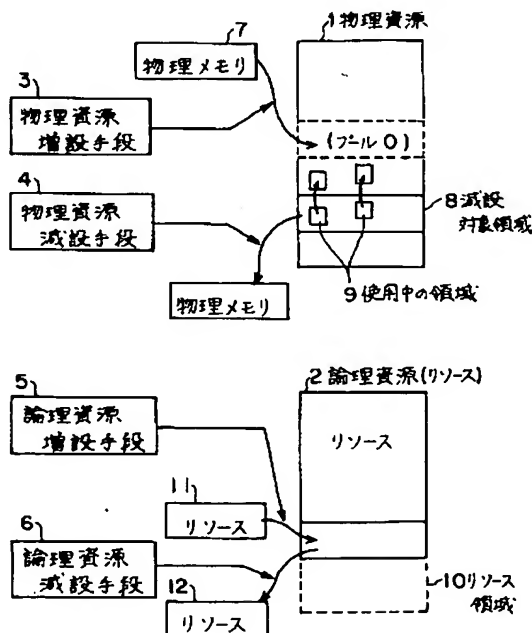 1 物理資源
7
物理メモリ
3
物理資源
増設手段
(プール0)
4
物理資源
減設手段
8 減設
対象領域
物理メモリ
9 使用中の領域
2 論理資源(リソース)
5
論理資源
増設手段
リソース
11
リソース
6
論理資源
減設手段
12
リソース
10 リソース
領域